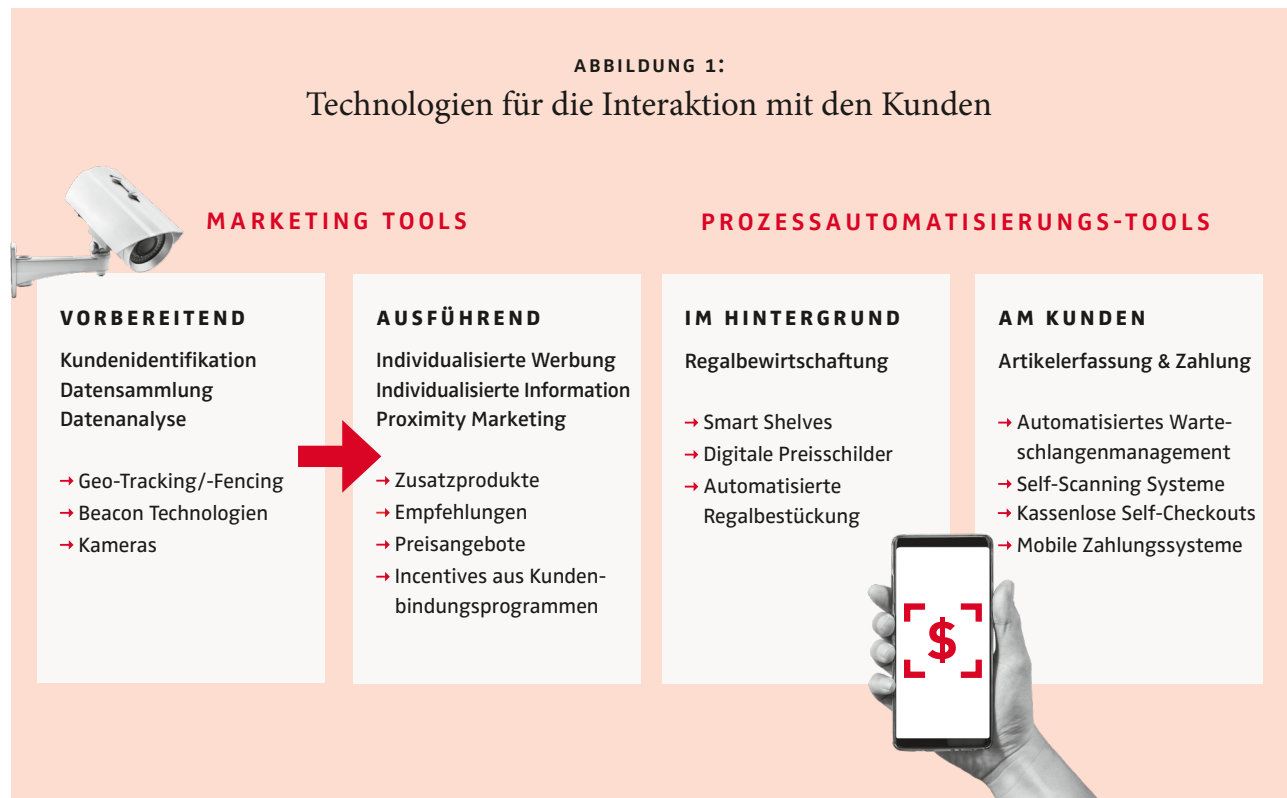 ABBILDUNG 1:
Technologien für die Interaktion mit den Kunden
MARKETING TOOLS
VORBEREITEND
Kundenidentifikation
Datensammlung
Datenanalyse
→ Geo-Tracking/-Fencing
→ Beacon Technologien
→ Kameras
AUSFÜHREND
Individualisierte Werbung
Individualisierte Information
Proximity Marketing
→ Zusatzprodukte
→ Empfehlungen
→ Preisangebote
→ Incentives aus Kunden-
bindungsprogrammen
PROZESSAUTOMATISIERUNGS-TOOLS
IM HINTERGRUND
Regalbewirtschaftung
→ Smart Shelves
→ Digitale Preisschilder
→ Automatisierte
Regalbestückung
AM KUNDEN
Artikelerfassung & Zahlung
→ Automatisiertes Warte-
schlangenmanagement
→ Self-Scanning Systeme
→ Kassenlose Self-Checkouts
→ Mobile Zahlungssysteme
$